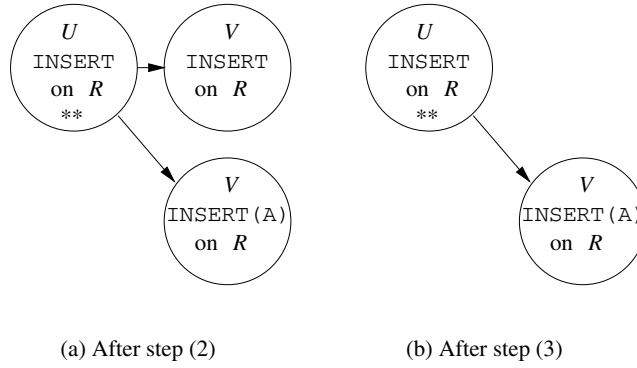 U
INSERT
on R
**
V
INSERT
on R
V
INSERT(A)
on R
(a) After step (2)
U
INSERT
on R
**
V
INSERT(A)
on R
(b) After step (3)